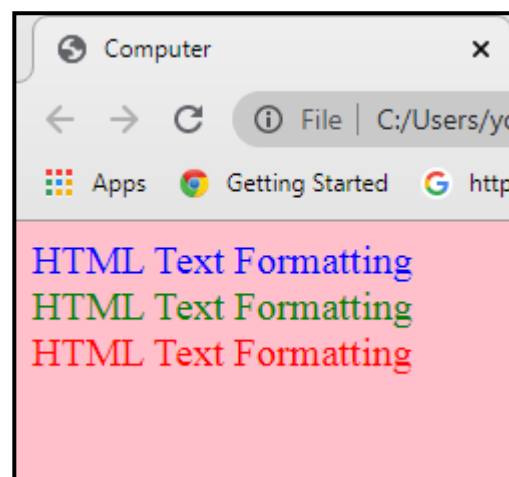 Computer
File | C:/Users/yo
Apps Getting Started http
HTML Text Formatting
HTML Text Formatting
HTML Text Formatting